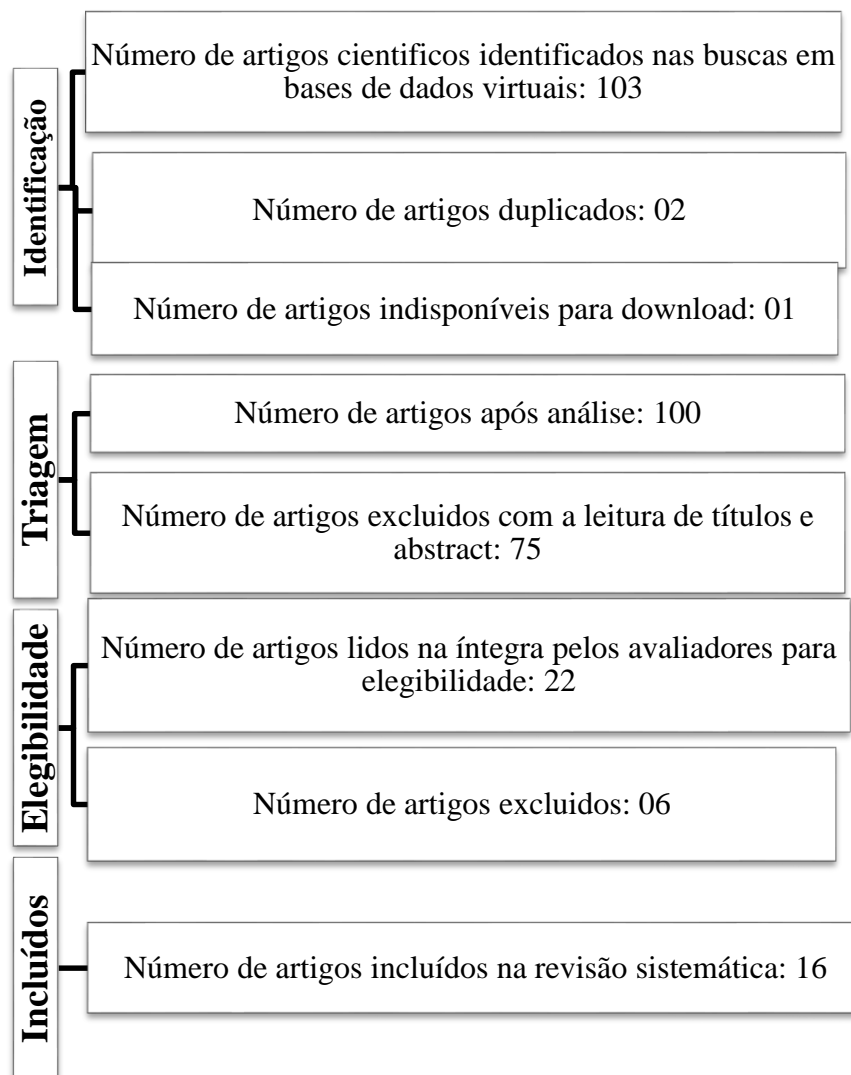 Identificação
Número de artigos cientificos identificados nas buscas em
bases de dados virtuais: 103
Número de artigos duplicados: 02
Número de artigos indisponíveis para download: 01
Triagem
Número de artigos após análise: 100
Número de artigos excluidos com a leitura de títulos e
abstract: 75
Elegibilidade
Número de artigos lidos na íntegra pelos avaliadores para
elegibilidade: 22
Número de artigos excluidos: 06
Incluídos
Número de artigos incluídos na revisão sistemática: 16